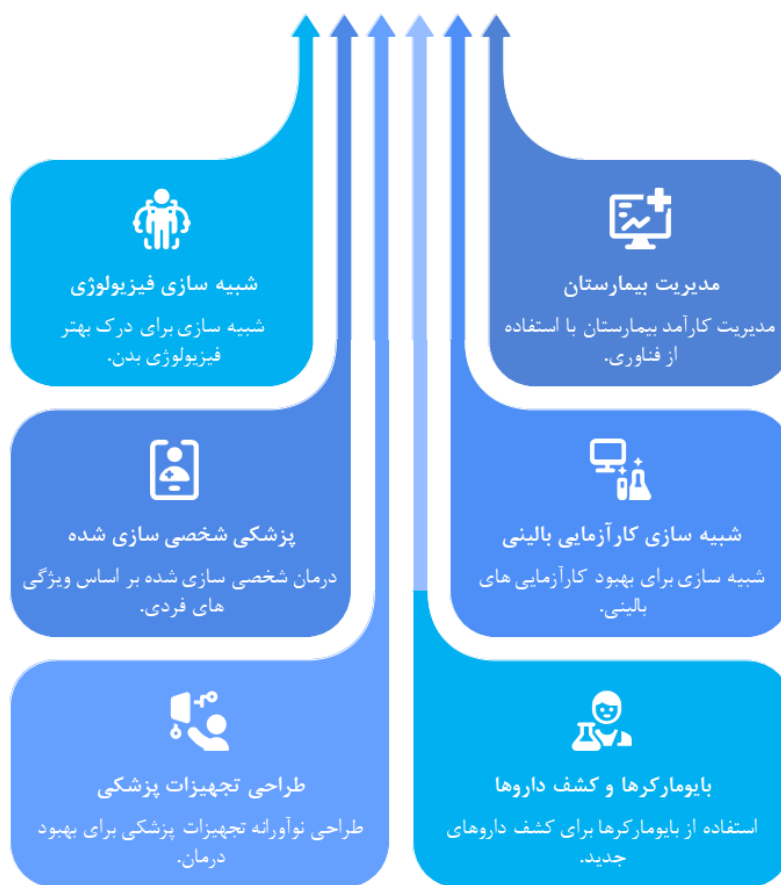 مدیریت بیمارستان
مدیریت کارآمد بیمارستان با استفاده
از فناوری.
شبیه سازی فیزیولوژی
شبیه سازی برای درک بهتر
فیزیولوژی بدن.
شبیه سازی کارآزمایی بالینی
شبیه سازی برای بهبود کارآزمایی های
بالینی.
پزشکی شخصی سازی شده
درمان شخصی سازی شده بر اساس ویژگی
های فردی.
بایومارکرها و کشف داروها
استفاده از بایومارکرها برای کشف داروهای
جدید.
طراحی تجهیزات پزشکی
طراحی نوآورانه تجهیزات پزشکی برای بهبود
درمان.